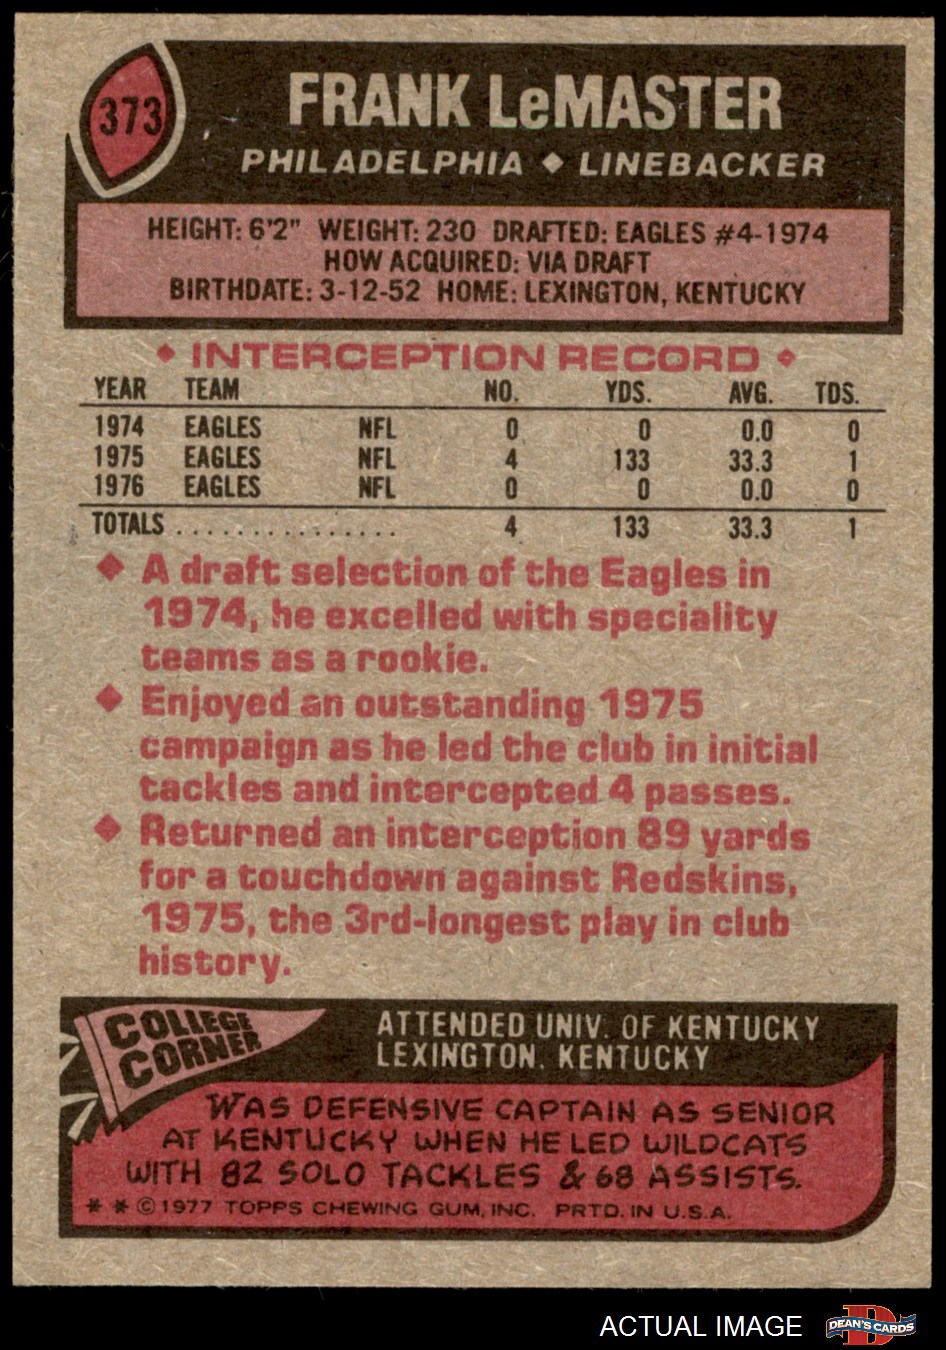 373
FRANK LeMASTER
PHILADELPHIA ◆ LINEBACKER
HEIGHT: 6'2" WEIGHT: 230 DRAFTED: EAGLES #4-1974
HOW ACQUIRED: VIA DRAFT
BIRTHDATE: 3-12-52 HOME: LEXINGTON, KENTUCKY
◆ INTERCEPTION RECORD ◆
YEAR TEAM NO. YDS. AVG. TDS.
1974 EAGLES NFL 0 0 0.0 0
1975 EAGLES NFL 4 133 33.3 1
1976 EAGLES NFL 0 0 0.0 0
TOTALS . . . . . . . . . . . . . . . 4 133 33.3 1
◆ A draft selection of the Eagles in
1974, he excelled with speciality
teams as a rookie.
◆ Enjoyed an outstanding 1975
campaign as he led the club in initial
tackles and intercepted 4 passes.
◆ Returned an interception 89 yards
for a touchdown against Redskins,
1975, the 3rd-longest play in club
history.
COLLEGE
CORNER
ATTENDED UNIV. OF KENTUCKY
LEXINGTON, KENTUCKY
WAS DEFENSIVE CAPTAIN AS SENIOR
AT KENTUCKY WHEN HE LED WILDCATS
WITH 82 SOLO TACKLES & 68 ASSISTS.
* * © 1977 TOPPS CHEWING GUM, INC. PRTD. IN U.S.A.
ACTUAL IMAGE
D
DEAN'S CARDS